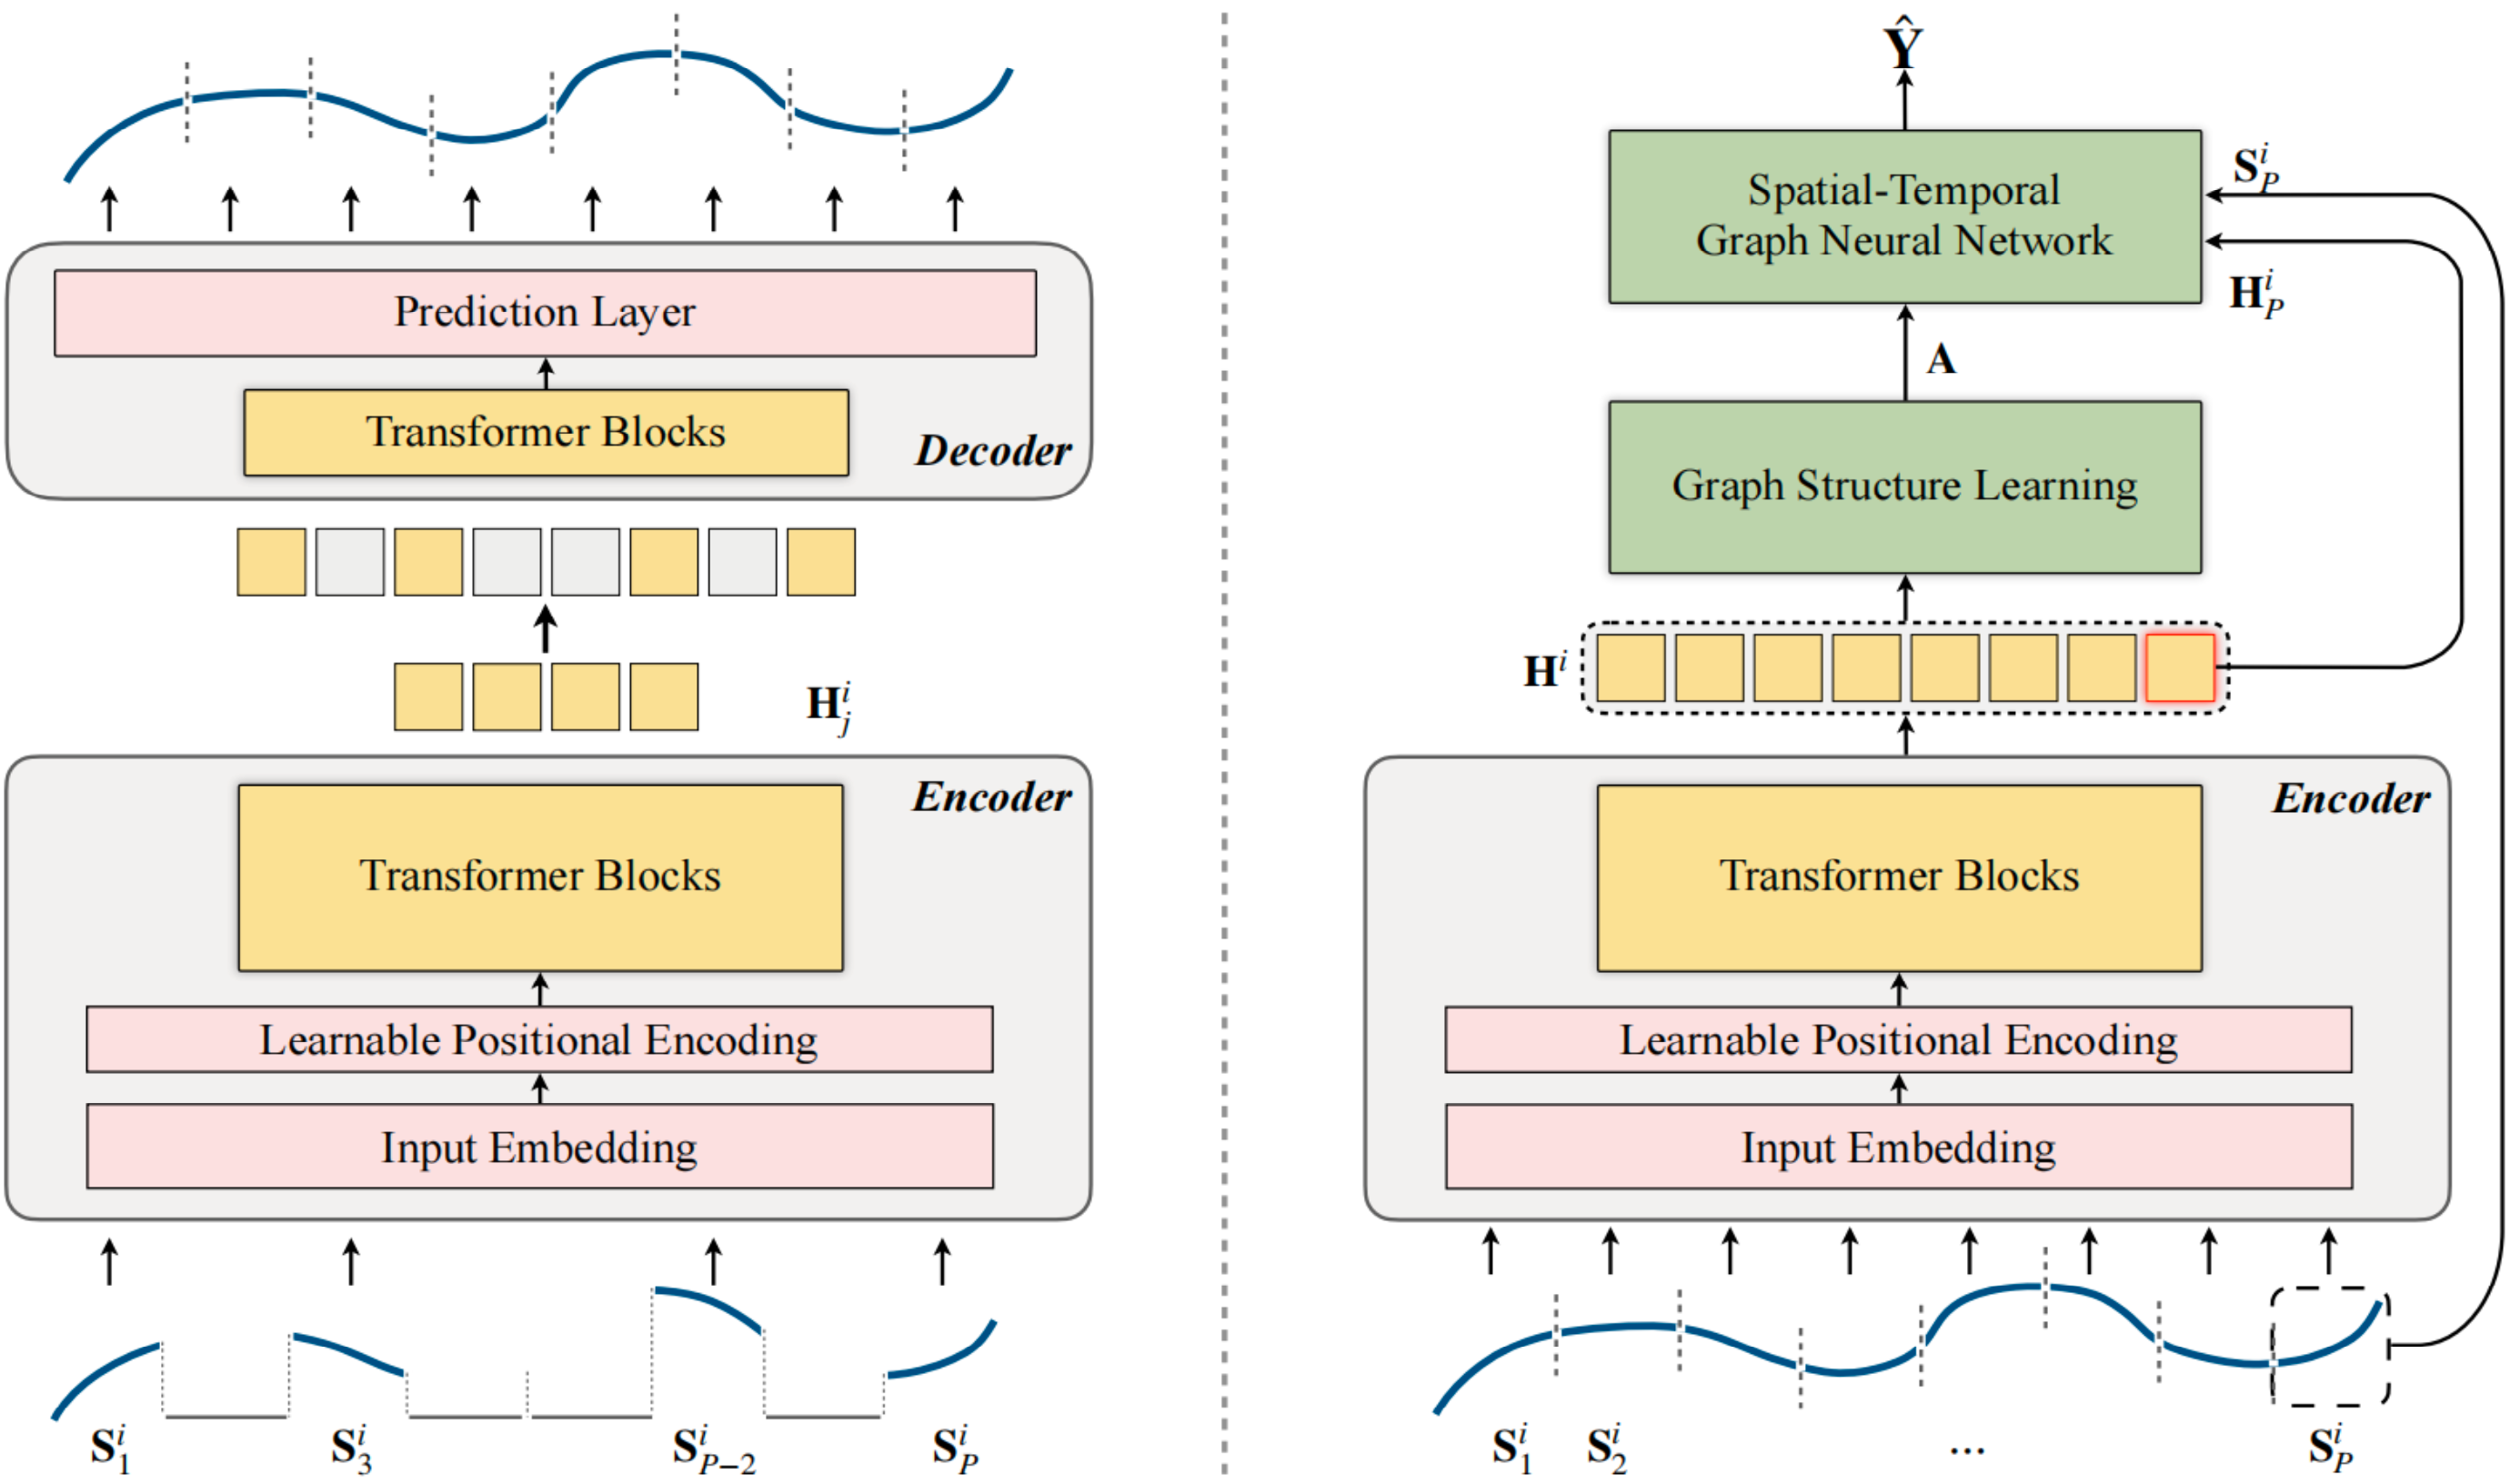 Prediction Layer
Transformer Blocks
Decoder
H^i_j
Encoder
Transformer Blocks
Learnable Positional Encoding
Input Embedding
S^i_1 S^i_3 S^i_{P−2} S^i_P
Ŷ
Spatial-Temporal
Graph Neural Network
S^i_P
H^i_P
A
Graph Structure Learning
H^i
Encoder
Transformer Blocks
Learnable Positional Encoding
Input Embedding
S^i_1 S^i_2 ... S^i_P